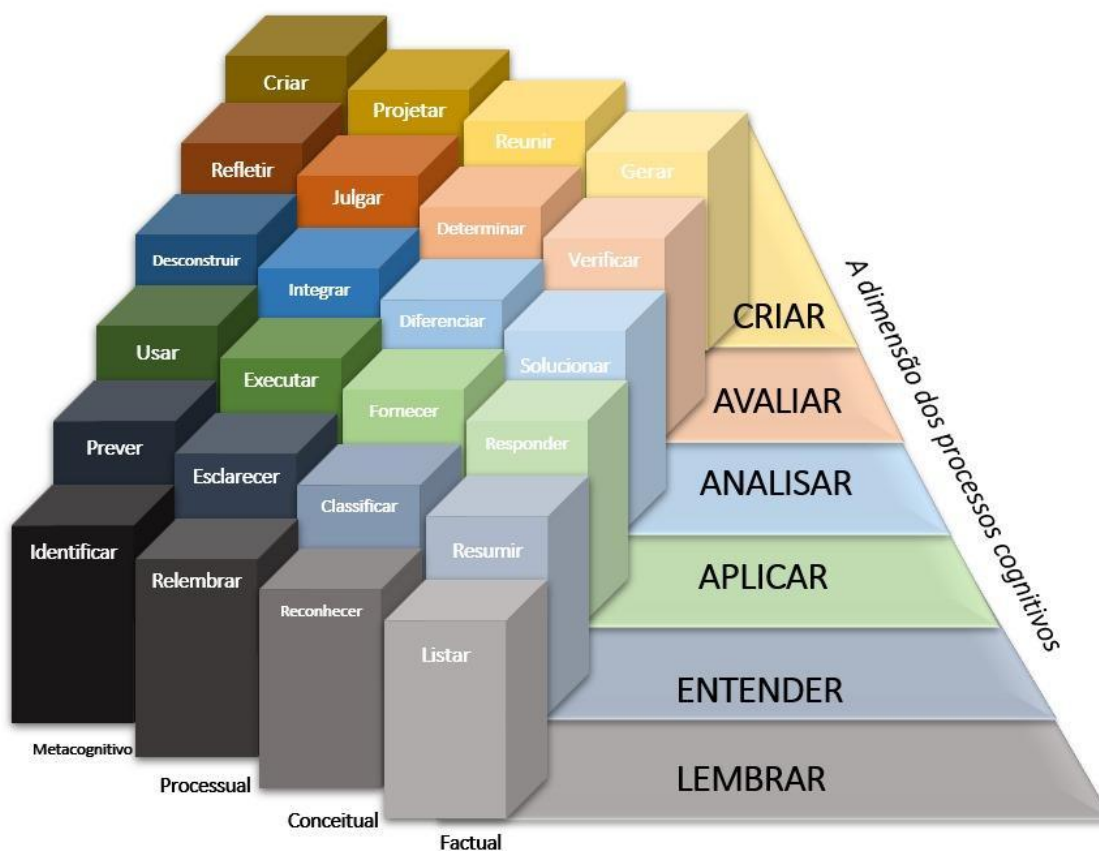 Criar
Projetar
Reunir
Gerar
Refletir
Julgar
Determinar
Verificar
Desconstruir
Integrar
Diferenciar
Solucionar
Usar
Executar
Fornecer
Responder
Prever
Esclarecer
Classificar
Resumir
Identificar
Relembrar
Reconhecer
Listar
Metacognitivo
Processual
Conceitual
Factual
CRIAR
AVALIAR
ANALISAR
APLICAR
ENTENDER
LEMBRAR
A dimensão dos processos cognitivos